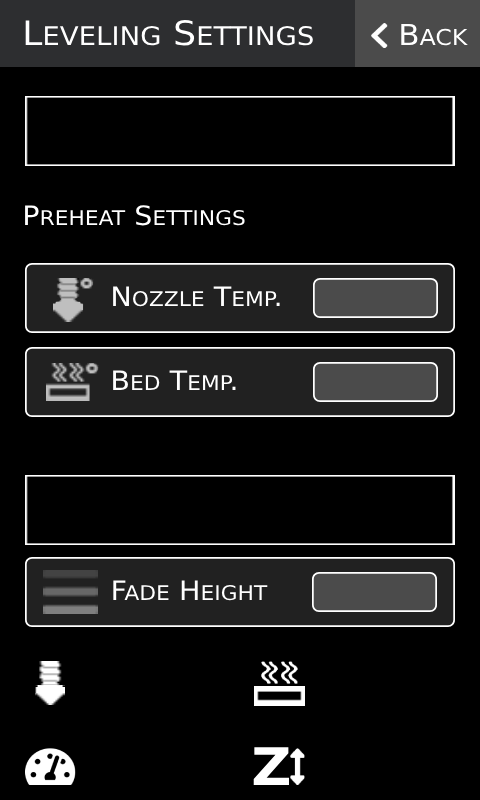 Leveling Settings
Back
Preheat Settings
Nozzle Temp.
Bed Temp.
Fade Height
Z